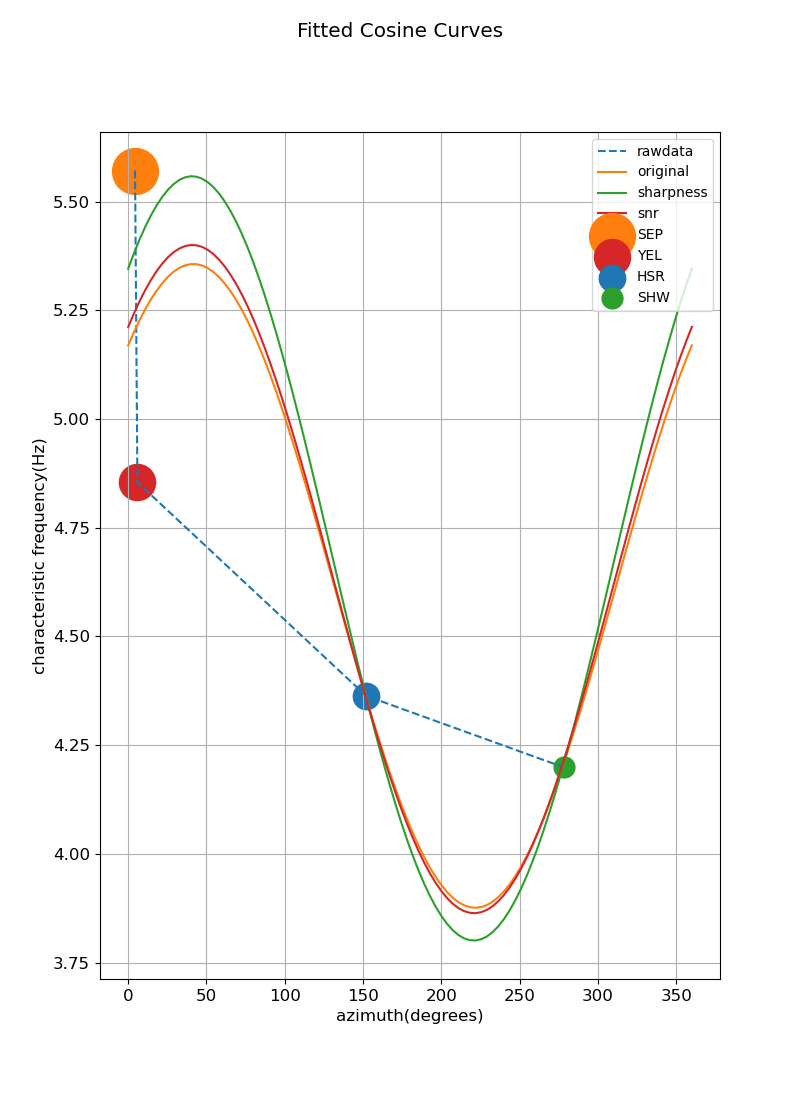 Fitted Cosine Curves
rawdata
original
sharpness
snr
SEP
YEL
HSR
SHW
5.50
5.25
5.00
4.75
4.50
4.25
4.00
3.75
characteristic frequency(Hz)
0 50 100 150 200 250 300 350
azimuth(degrees)